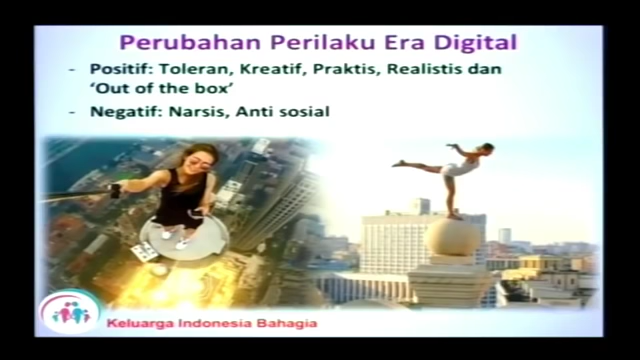 Perubahan Perilaku Era Digital
- Positif: Toleran, Kreatif, Praktis, Realistis dan
‘Out of the box’
- Negatif: Narsis, Anti sosial
Keluarga Indonesia Bahagia